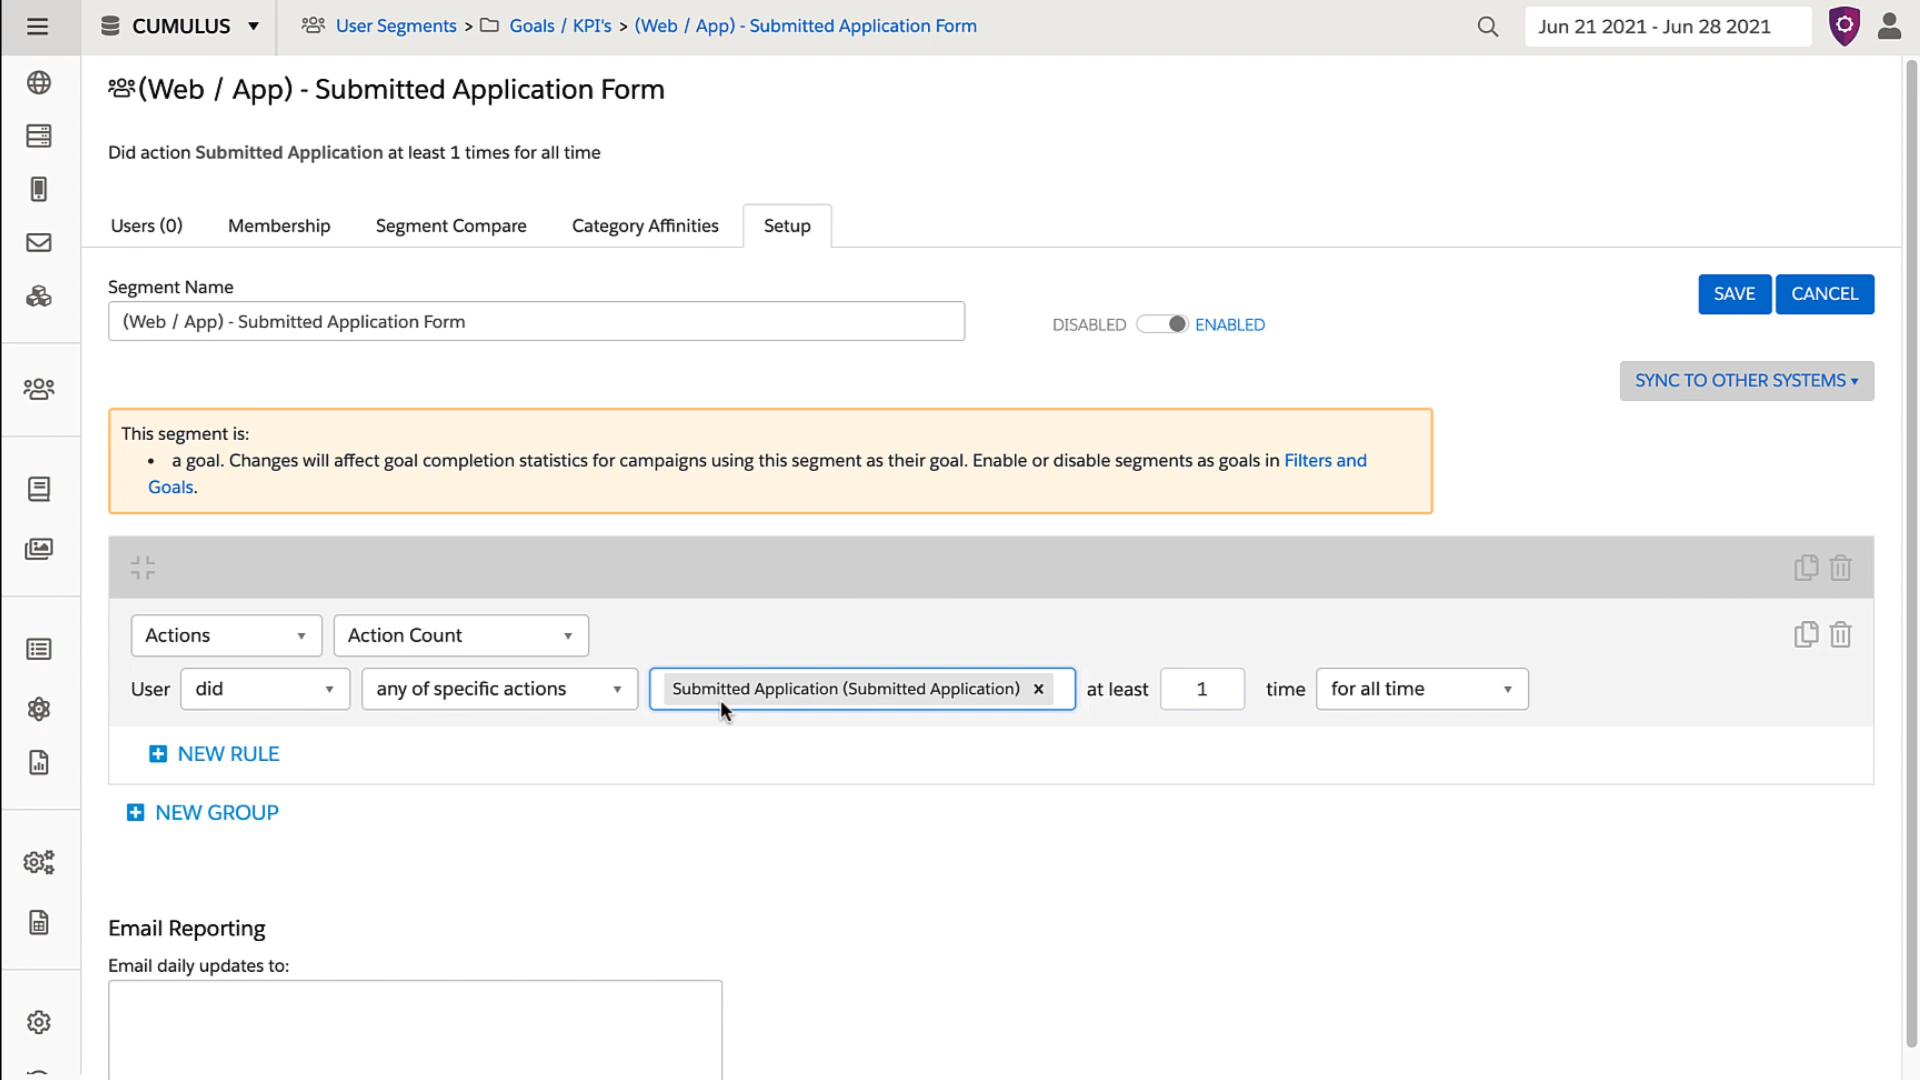 CUMULUS ▼ User Segments > Goals / KPI's > (Web / App) - Submitted Application Form Jun 21 2021 - Jun 28 2021
(Web / App) - Submitted Application Form
Did action Submitted Application at least 1 times for all time
Users (0) Membership Segment Compare Category Affinities Setup
Segment Name
(Web / App) - Submitted Application Form
DISABLED ENABLED
SAVE CANCEL
SYNC TO OTHER SYSTEMS ▾
This segment is:
• a goal. Changes will affect goal completion statistics for campaigns using this segment as their goal. Enable or disable segments as goals in Filters and
Goals.
Actions ▼ Action Count ▼
User did ▼ any of specific actions ▼ Submitted Application (Submitted Application) × at least 1 time for all time ▼
NEW RULE
NEW GROUP
Email Reporting
Email daily updates to: